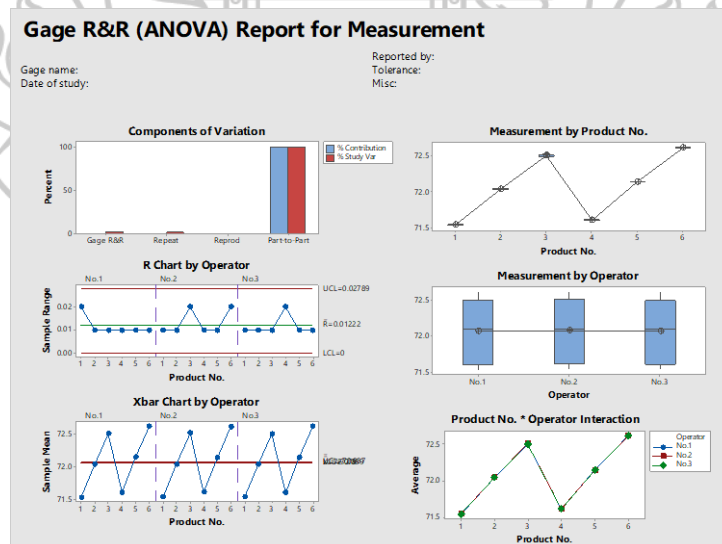 Gage R&R (ANOVA) Report for Measurement
Reported by:
Gage name:
Tolerance:
Date of study:
Misc:
Components of Variation
% Contribution
% Study Var
Percent
100
50
0
Gage R&R Repeat Reprod Part-to-Part
R Chart by Operator
No.1 No.2 No.3
Sample Range
0.02
0.01
0.00
UCL=0.02789
R̄=0.01222
LCL=0
1 2 3 4 5 6 1 2 3 4 5 6 1 2 3 4 5 6
Product No.
Xbar Chart by Operator
No.1 No.2 No.3
Sample Mean
72.5
72.0
71.5
1 2 3 4 5 6 1 2 3 4 5 6 1 2 3 4 5 6
Product No.
Measurement by Product No.
72.5
72.0
71.5
1 2 3 4 5 6
Product No.
Measurement by Operator
72.5
72.0
71.5
No.1 No.2 No.3
Operator
Product No. * Operator Interaction
Operator
No.1
No.2
No.3
Average
72.5
72.0
71.5
1 2 3 4 5 6
Product No.